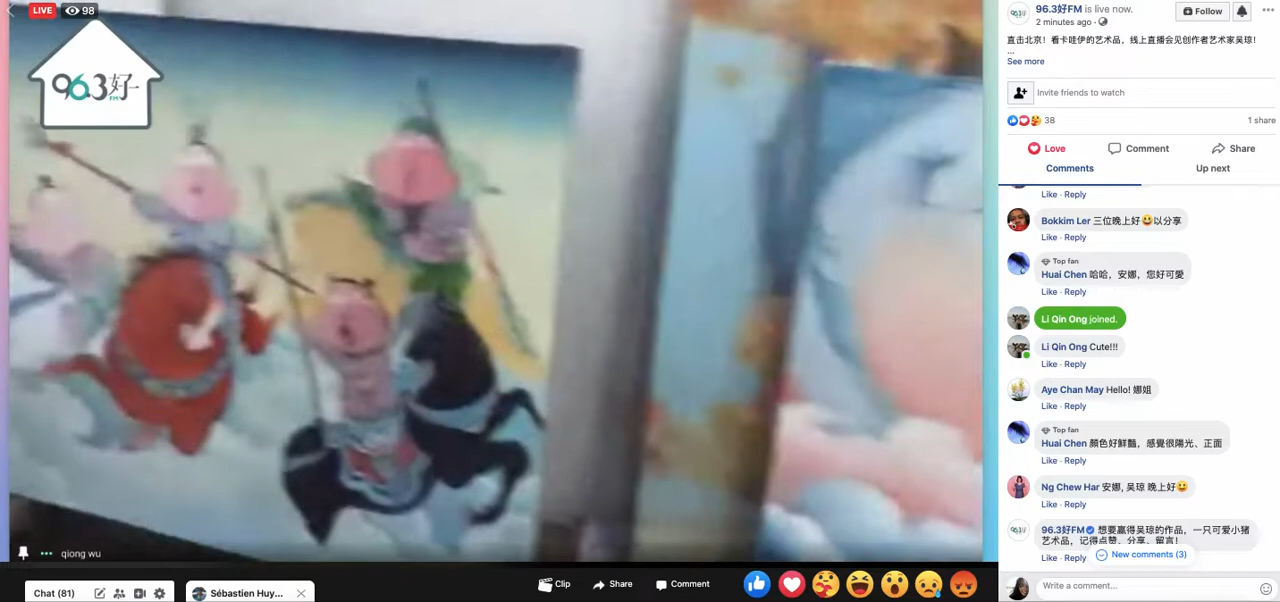 LIVE 98
96.3好FM
qiong wu
Chat (81)
Sébastien Huy...
Clip
Share
Comment
96.3好FM is live now.
2 minutes ago ·
Follow
直击北京！看卡哇伊的艺术品，线上直播会见创作者艺术家吴琼！
...
See more
Invite friends to watch
38
1 share
Love
Comment
Share
Comments
Up next
Like · Reply
Bokkim Ler 三位晚上好😃以分享
Like · Reply
Top fan
Huai Chen 哈哈，安娜，您好可愛
Like · Reply
Li Qin Ong joined.
Li Qin Ong Cute!!!
Like · Reply
Aye Chan May Hello! 娜姐
Like · Reply
Top fan
Huai Chen 顏色好鮮豔，感覺很陽光、正面
Like · Reply
Ng Chew Har 安娜, 吴琼 晚上好😀
Like · Reply
96.3好FM 想要赢得吴琼的作品，一只可爱小猪
艺术品，记得点赞、分享、留言！
Like · Reply
New comments (3)
Write a comment...